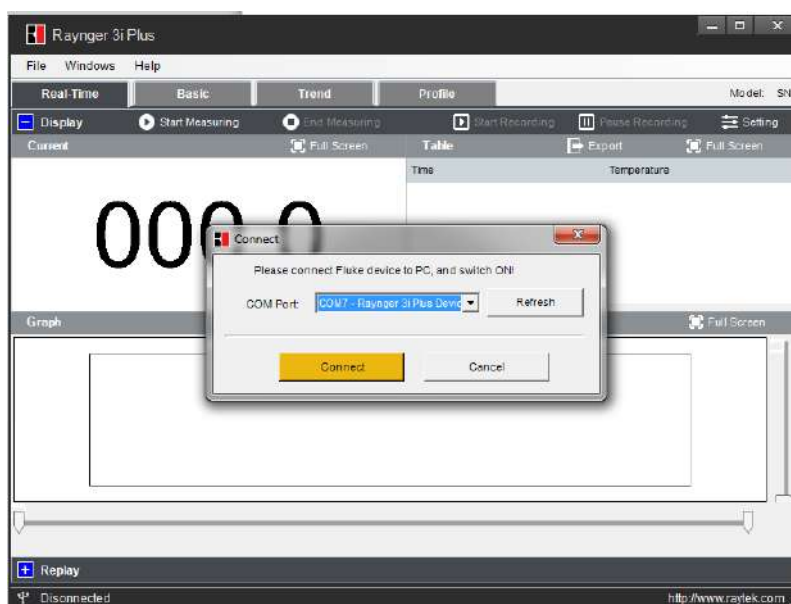 Raynger 3i Plus
File Windows Help
Real-Time Basic Trend Profile Model: SN
Display Start Measuring End Measuring Start Recording Pause Recording Setting
Current Full Screen Table Export Full Screen
Time Temperature
000.0
Connect
Please connect Fluke device to PC, and switch ON!
COM Port: COM7 - Raynger 3i Plus Devic Refresh
Graph Full Screen
Connect Cancel
Replay
Disconnected http://www.raytek.com